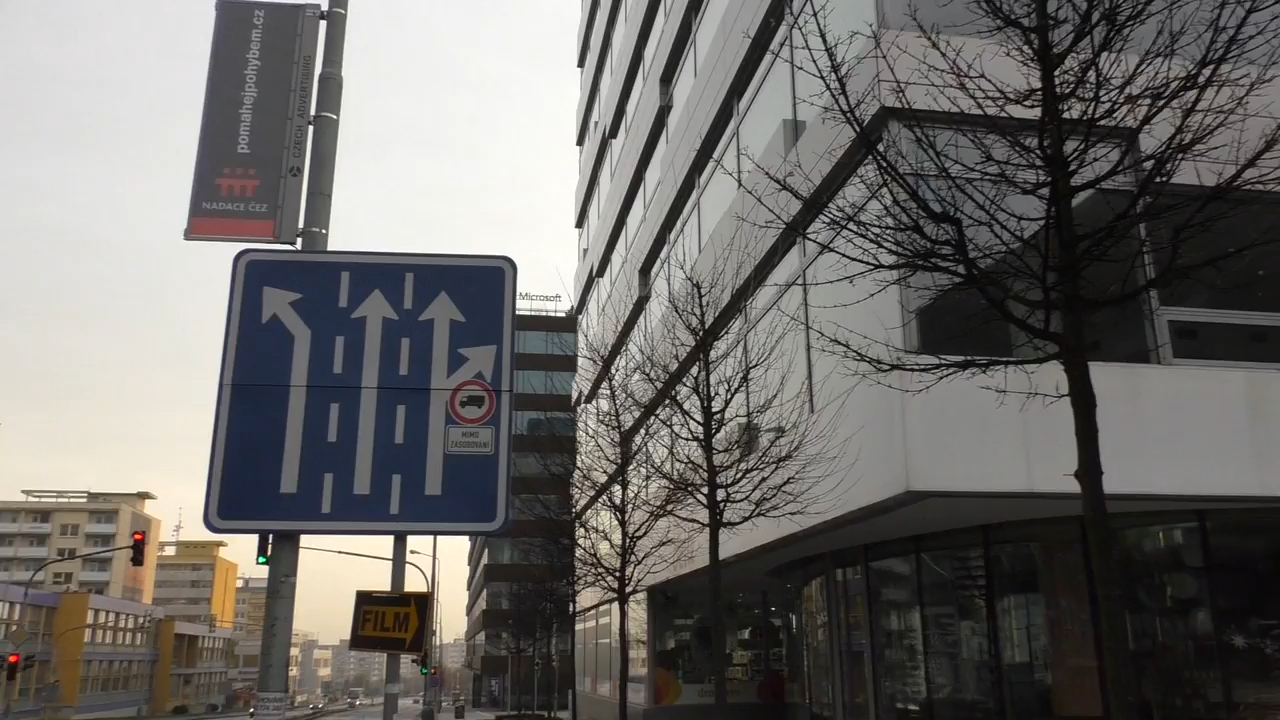 pomahejpohybem.cz
CZECH ADVERTISING
NADACE ČEZ
Microsoft
MIMO
ZÁSOBOVÁNÍ
FILM